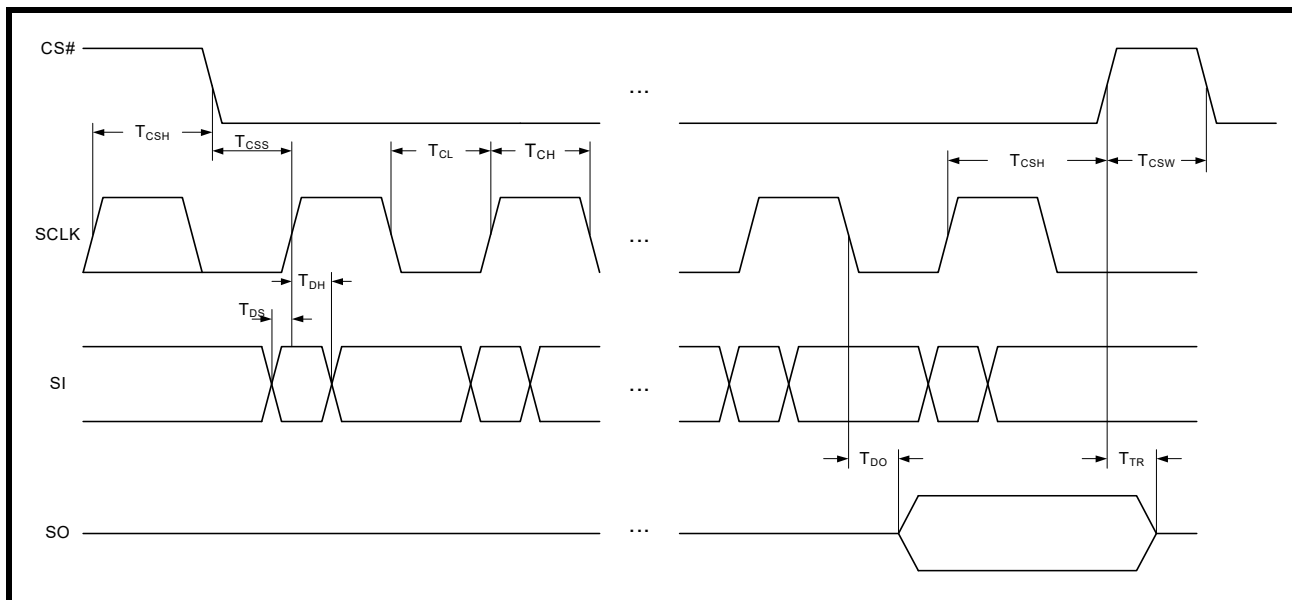 CS#
...
T_CSH
T_CSS
T_CL
T_CH
T_CSH
T_CSW
SCLK
...
T_DH
T_DS
SI
...
T_DO
T_TR
SO
...